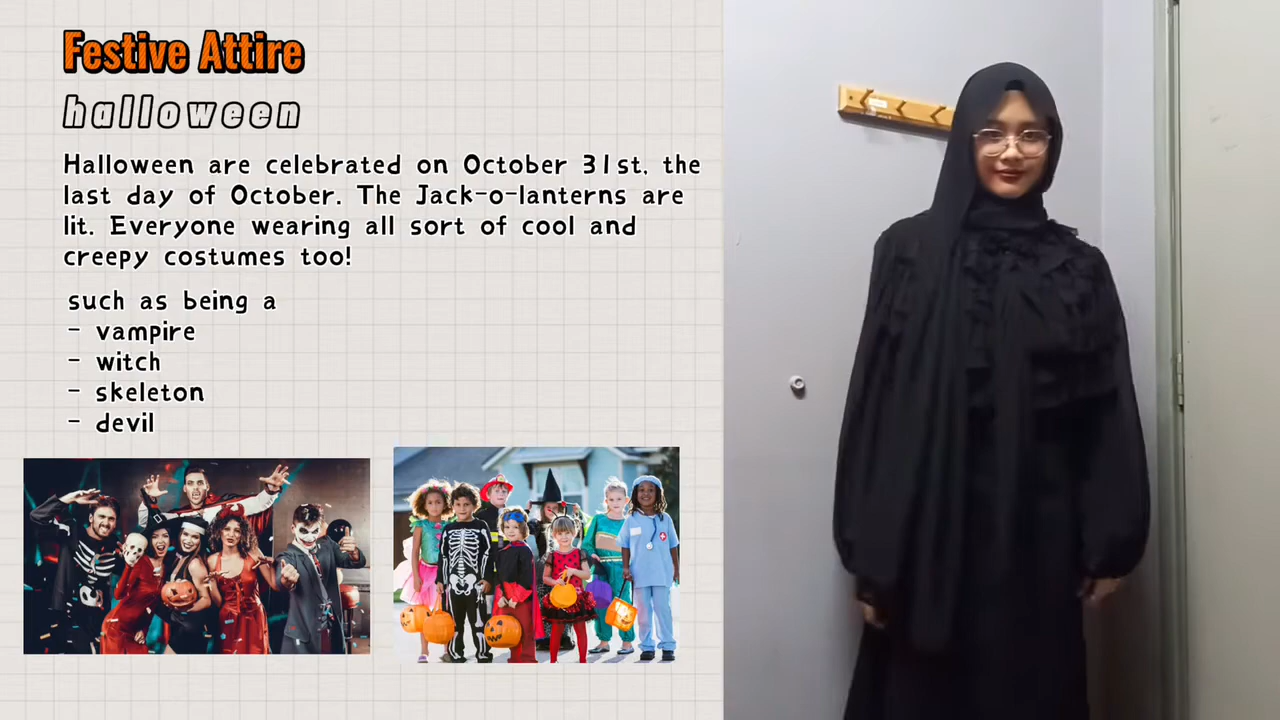 Festive Attire
halloween
Halloween are celebrated on October 31st, the
last day of October. The Jack-o-lanterns are
lit. Everyone wearing all sort of cool and
creepy costumes too!
such as being a
- vampire
- witch
- skeleton
- devil